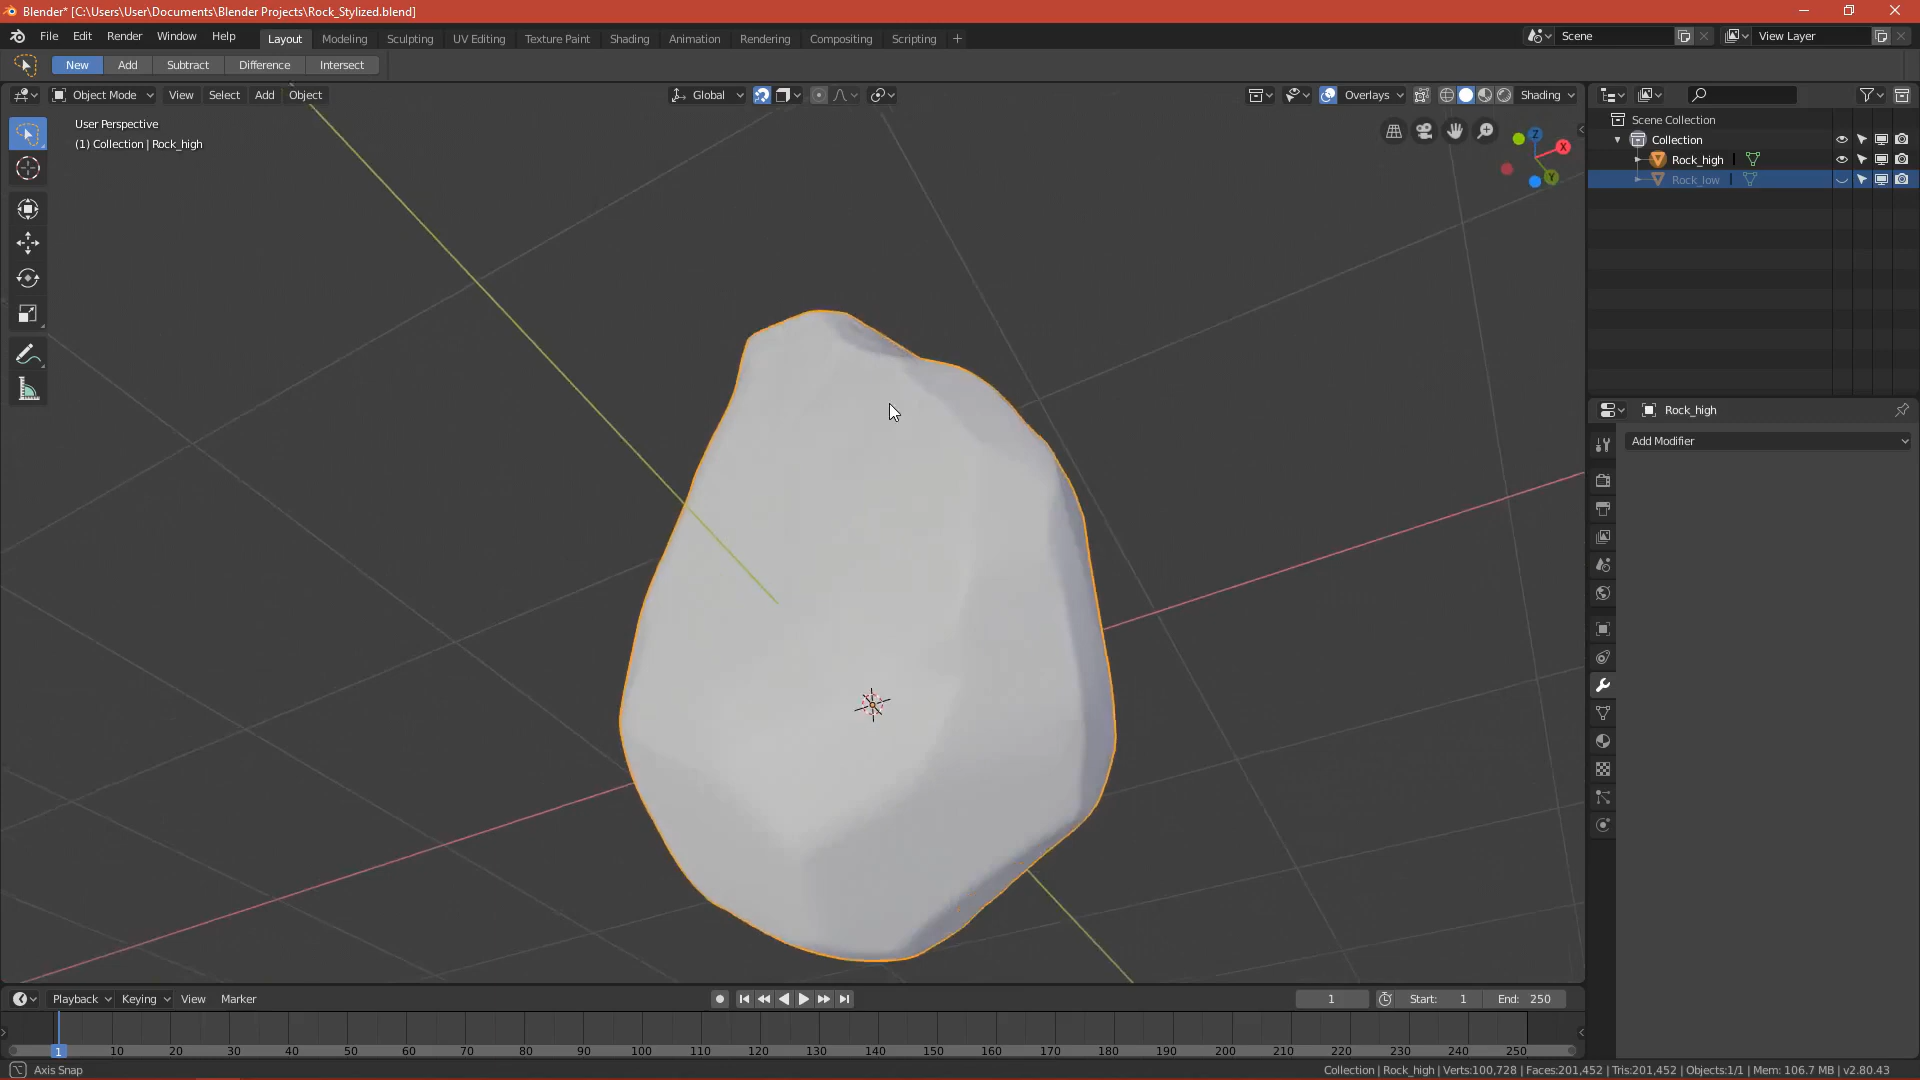 Blender* [C:\Users\User\Documents\Blender Projects\Rock_Stylized.blend]
File Edit Render Window Help Layout Modeling Sculpting UV Editing Texture Paint Shading Animation Rendering Compositing Scripting + Scene View Layer
New Add Subtract Difference Intersect
Object Mode View Select Add Object Global Overlays Shading
User Perspective
(1) Collection | Rock_high
Z
X
Y
Scene Collection
Collection
Rock_high
Rock_low
Rock_high
Add Modifier
Playback Keying View Marker 1 Start: 1 End: 250
1 10 20 30 40 50 60 70 80 90 100 110 120 130 140 150 160 170 180 190 200 210 220 230 240 250
Axis Snap
Collection | Rock_high | Verts:100,728 | Faces:201,452 | Tris:201,452 | Objects:1/1 | Mem: 106.7 MB | v2.80.43